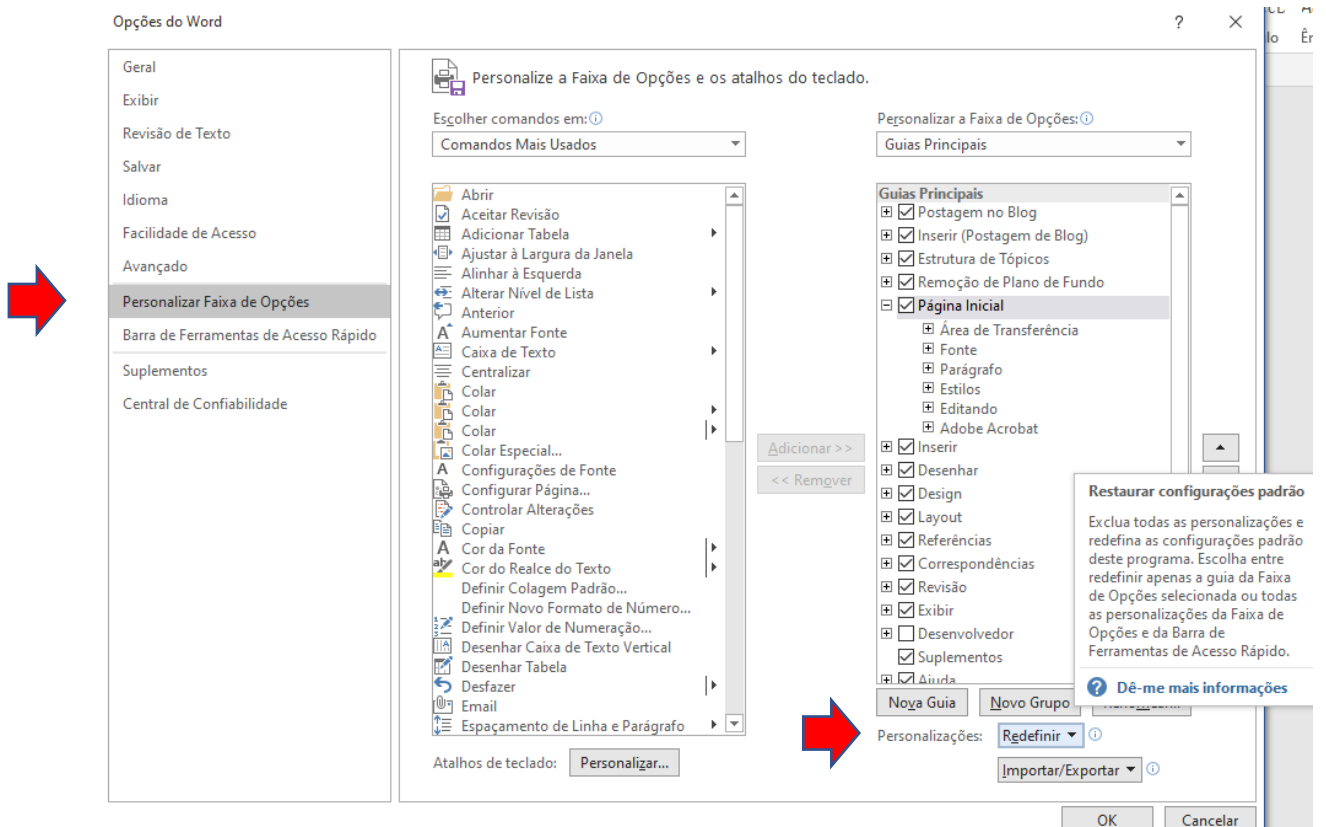 Opções do Word
?
Geral
Exibir
Revisão de Texto
Salvar
Idioma
Facilidade de Acesso
Avançado
Personalizar Faixa de Opções
Barra de Ferramentas de Acesso Rápido
Suplementos
Central de Confiabilidade
Personalize a Faixa de Opções e os atalhos do teclado.
Escolher comandos em:
Comandos Mais Usados
Abrir
Aceitar Revisão
Adicionar Tabela
Ajustar à Largura da Janela
Alinhar à Esquerda
Alterar Nível de Lista
Anterior
Aumentar Fonte
Caixa de Texto
Centralizar
Colar
Colar
Colar
Colar Especial...
Configurações de Fonte
Configurar Página...
Controlar Alterações
Copiar
Cor da Fonte
Cor do Realce do Texto
Definir Colagem Padrão...
Definir Novo Formato de Número...
Definir Valor de Numeração...
Desenhar Caixa de Texto Vertical
Desenhar Tabela
Desfazer
Email
Espaçamento de Linha e Parágrafo
Atalhos de teclado:
Personalizar...
Adicionar >>
<< Remover
Personalizar a Faixa de Opções:
Guias Principais
Guias Principais
Postagem no Blog
Inserir (Postagem de Blog)
Estrutura de Tópicos
Remoção de Plano de Fundo
Página Inicial
Área de Transferência
Fonte
Parágrafo
Estilos
Editando
Adobe Acrobat
Inserir
Desenhar
Design
Layout
Referências
Correspondências
Revisão
Exibir
Desenvolvedor
Suplementos
Ajuda
Nova Guia
Novo Grupo
Personalizações:
Redefinir
Importar/Exportar
Restaurar configurações padrão
Exclua todas as personalizações e
redefina as configurações padrão
deste programa. Escolha entre
redefinir apenas a guia da Faixa
de Opções selecionada ou todas
as personalizações da Faixa de
Opções e da Barra de
Ferramentas de Acesso Rápido.
Dê-me mais informações
OK
Cancelar